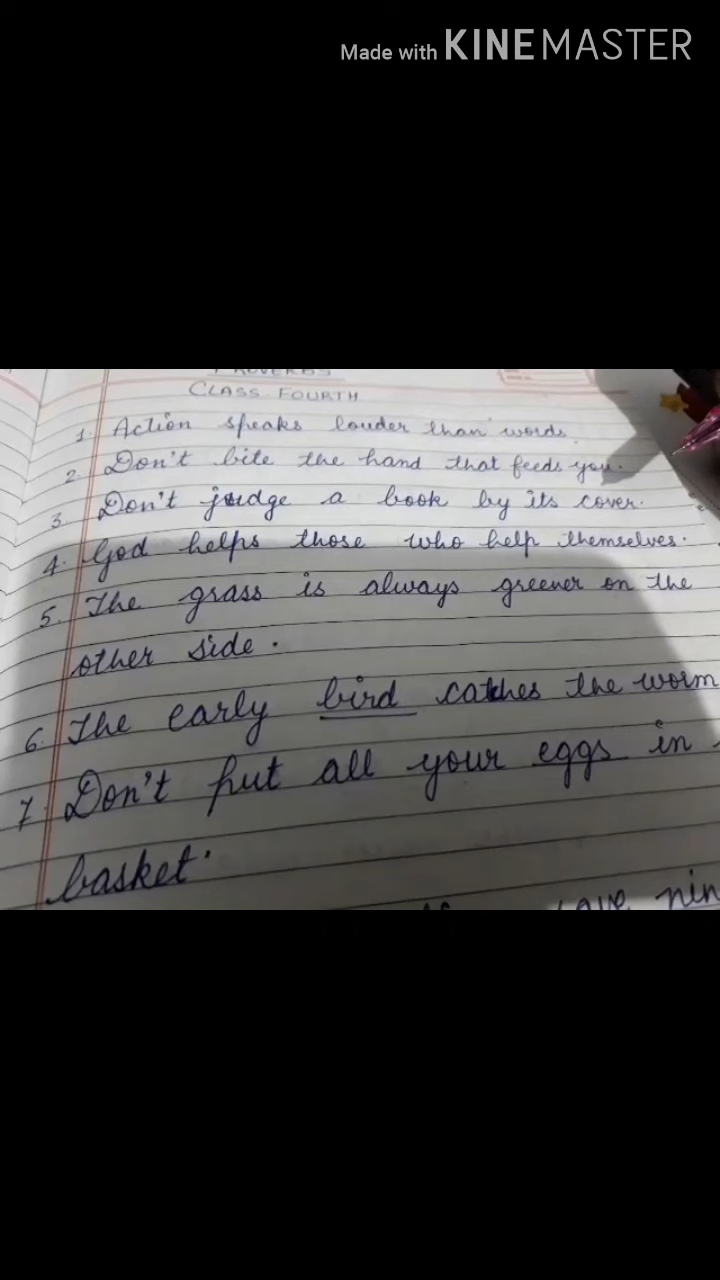 Made with KINEMASTER
PROVERBS
CLASS FOURTH
1. Action speaks louder than words.
2. Don't bite the hand that feeds you.
3. Don't judge a book by its cover.
4. God helps those who help themselves.
5. The grass is always greener on the
other side.
6. The early bird catches the worm
7. Don't put all your eggs in
basket.